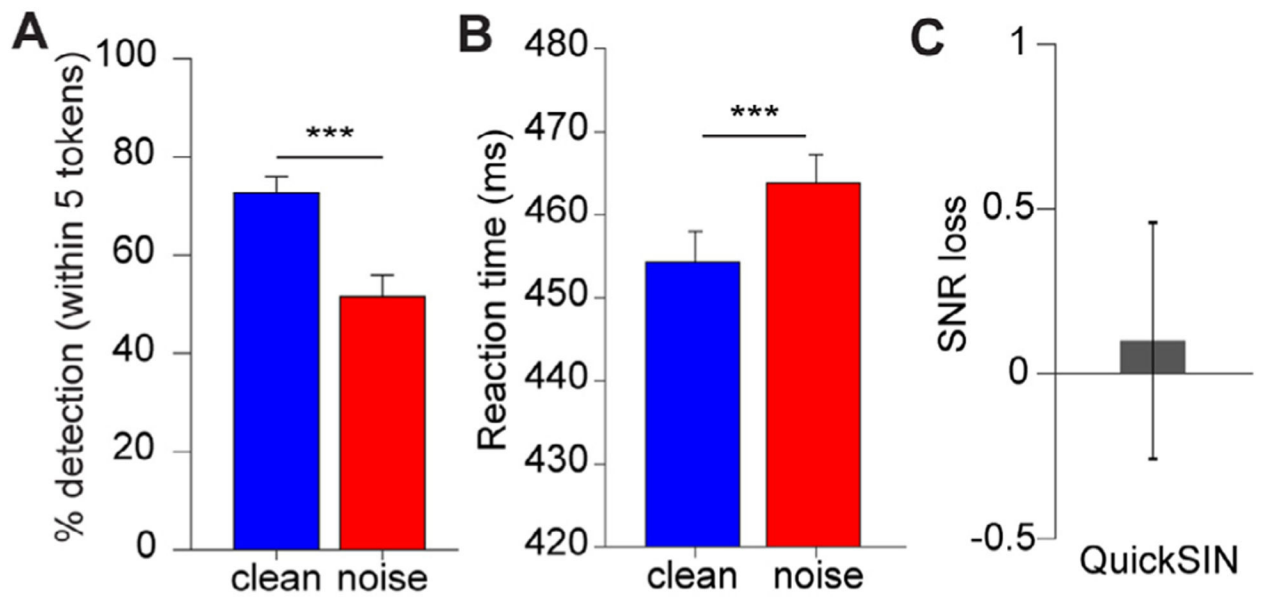 A
% detection (within 5 tokens)
100
80
60
40
20
0
***
clean noise
B
Reaction time (ms)
480
470
460
450
440
430
420
***
clean noise
C
SNR loss
1
0.5
0
-0.5
QuickSIN